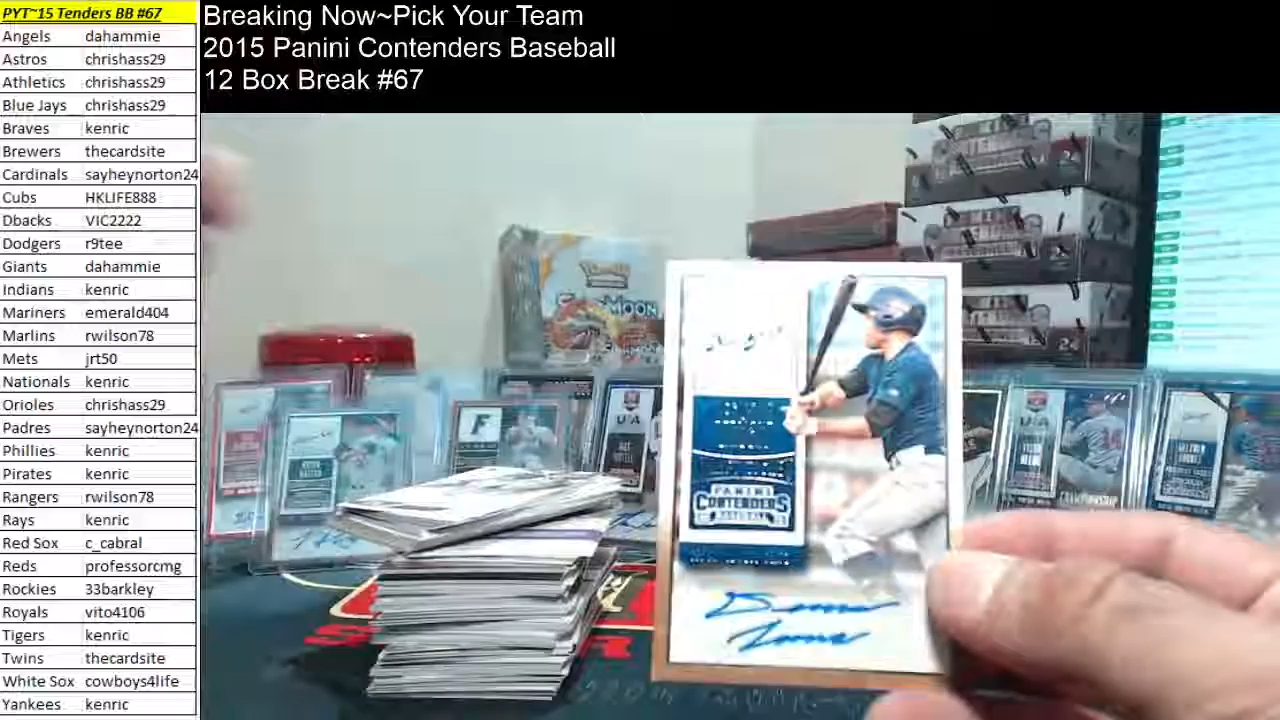 PYT~15 Tenders BB #67
Angels dahammie
Astros chrishass29
Athletics chrishass29
Blue Jays chrishass29
Braves kenric
Brewers thecardsite
Cardinals sayheynorton24
Cubs HKLIFE888
Dbacks VIC2222
Dodgers r9tee
Giants dahammie
Indians kenric
Mariners emerald404
Marlins rwilson78
Mets jrt50
Nationals kenric
Orioles chrishass29
Padres sayheynorton24
Phillies kenric
Pirates kenric
Rangers rwilson78
Rays kenric
Red Sox c_cabral
Reds professorcmg
Rockies 33barkley
Royals vito4106
Tigers kenric
Twins thecardsite
White Sox cowboys4life
Yankees kenric
Breaking Now~Pick Your Team
2015 Panini Contenders Baseball
12 Box Break #67
PANINI
CONTENDERS